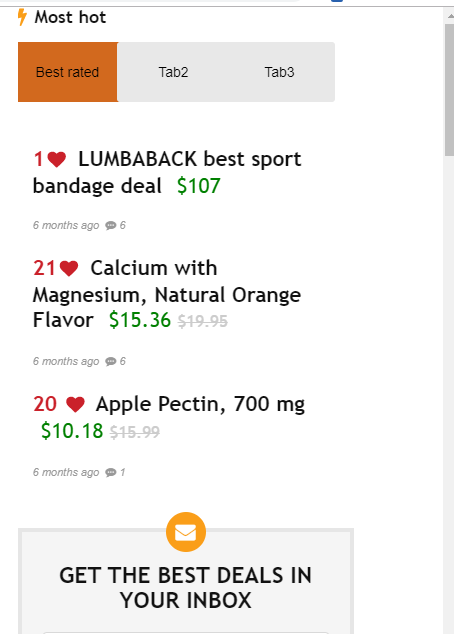 Most hot
Best rated Tab2 Tab3
1 LUMBABACK best sport
bandage deal $107
6 months ago 6
21 Calcium with
Magnesium, Natural Orange
Flavor $15.36 $19.95
6 months ago 6
20 Apple Pectin, 700 mg
$10.18 $15.99
6 months ago 1
GET THE BEST DEALS IN
YOUR INBOX